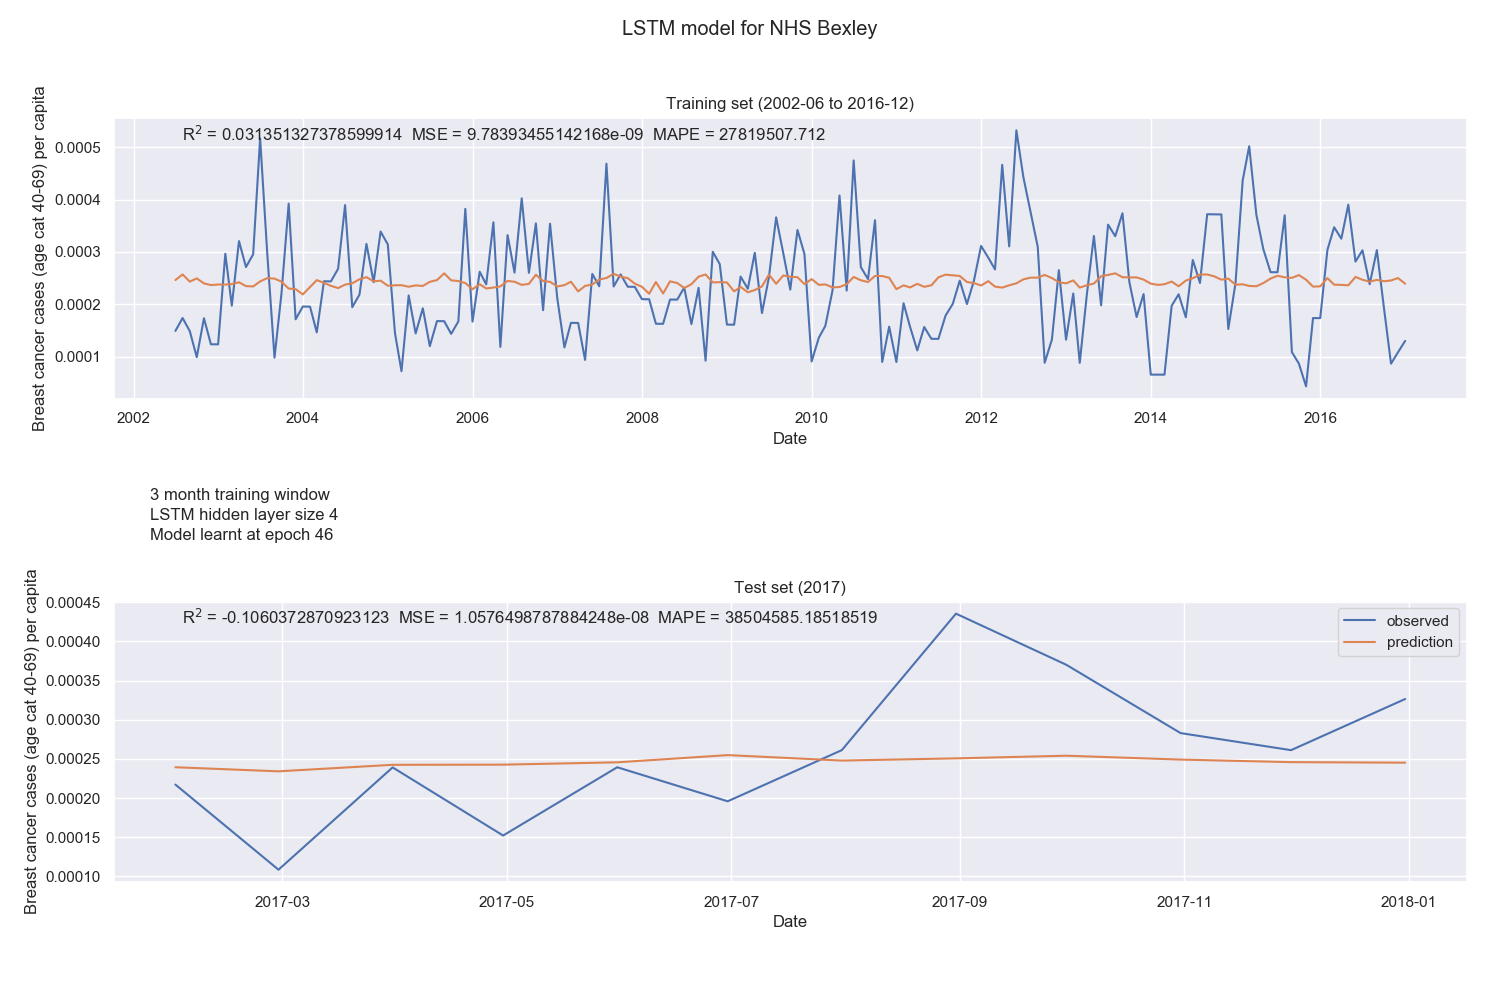 LSTM model for NHS Bexley
Training set (2002-06 to 2016-12)
R² = 0.031351327378599914 MSE = 9.78393455142168e-09 MAPE = 27819507.712
Breast cancer cases (age cat 40-69) per capita
0.0005
0.0004
0.0003
0.0002
0.0001
2002 2004 2006 2008 2010 2012 2014 2016
Date
3 month training window
LSTM hidden layer size 4
Model learnt at epoch 46
Test set (2017)
R² = -0.1060372870923123 MSE = 1.0576498787884248e-08 MAPE = 38504585.18518519
observed
prediction
Breast cancer cases (age cat 40-69) per capita
0.00045
0.00040
0.00035
0.00030
0.00025
0.00020
0.00015
0.00010
2017-03 2017-05 2017-07 2017-09 2017-11 2018-01
Date